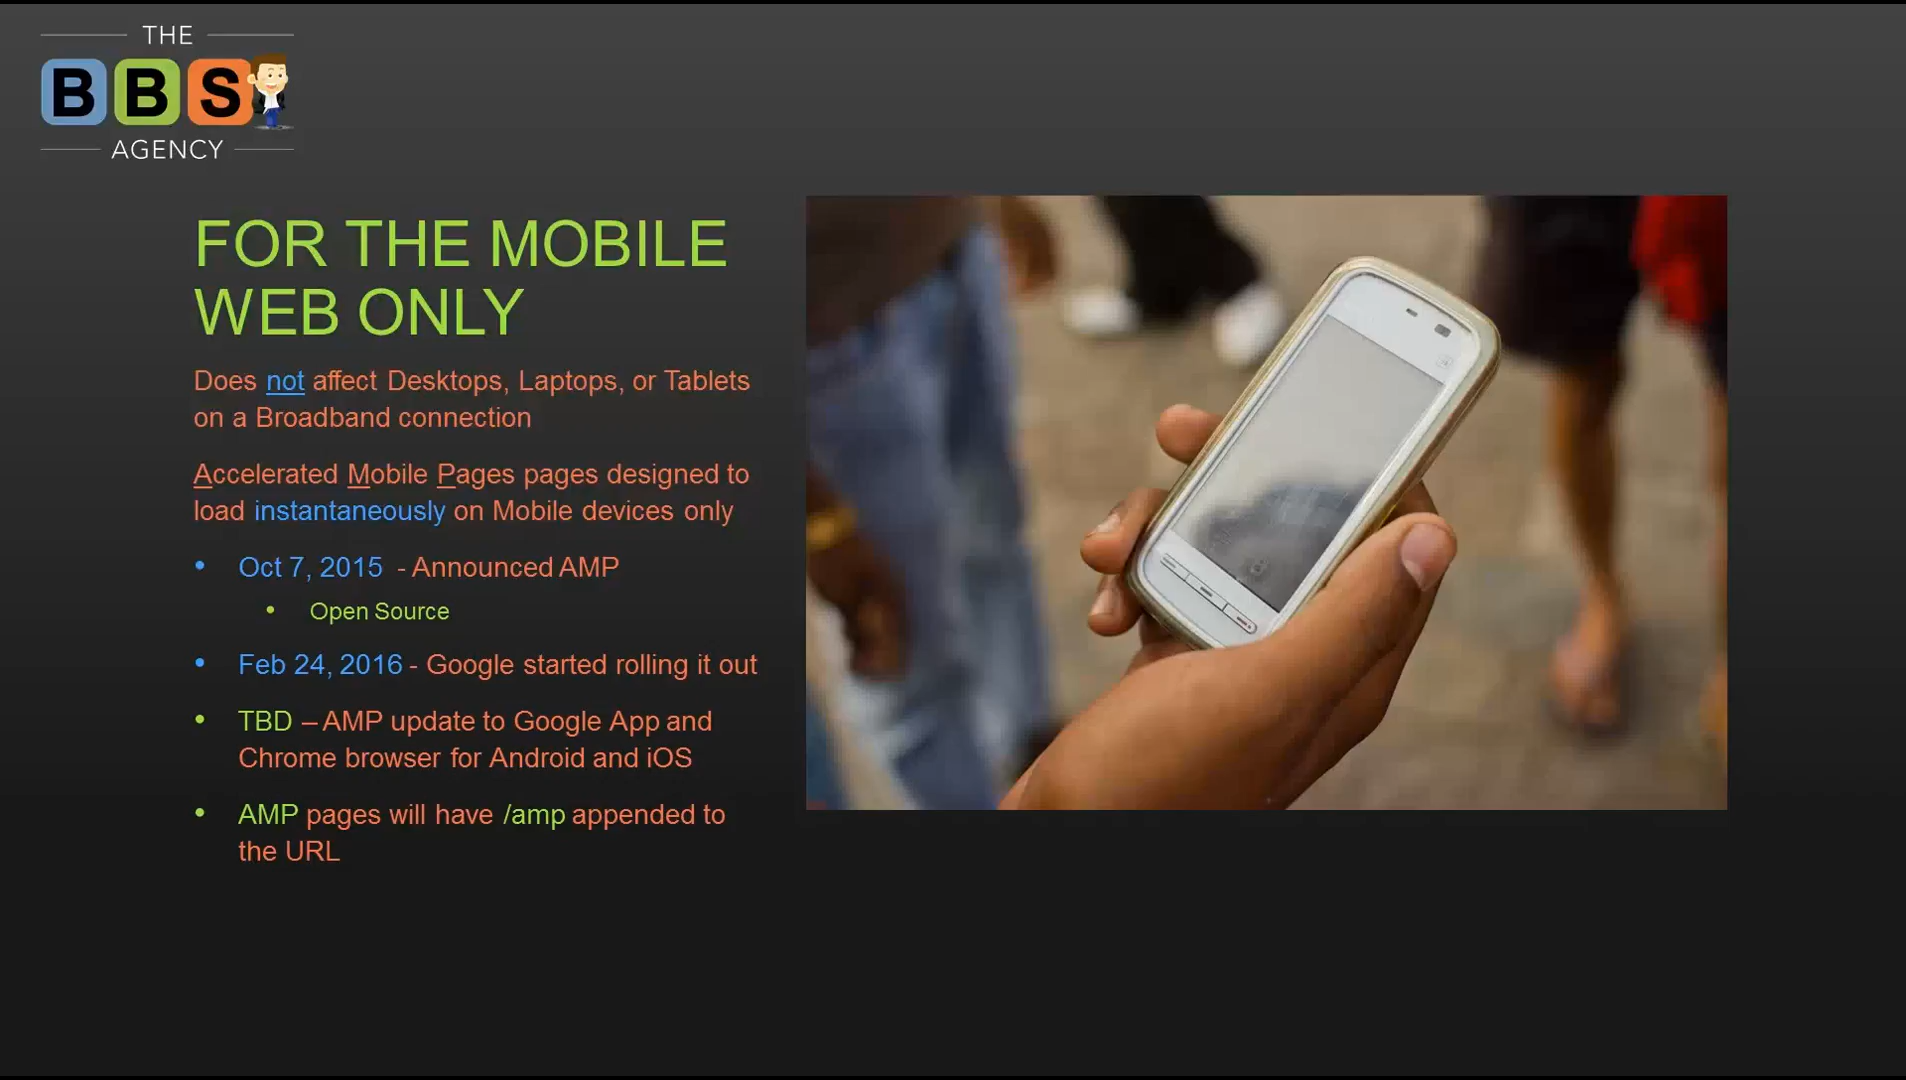 THE
BBS
AGENCY
FOR THE MOBILE
WEB ONLY
Does not affect Desktops, Laptops, or Tablets
on a Broadband connection
Accelerated Mobile Pages pages designed to
load instantaneously on Mobile devices only
• Oct 7, 2015 - Announced AMP
• Open Source
• Feb 24, 2016 - Google started rolling it out
• TBD – AMP update to Google App and
Chrome browser for Android and iOS
• AMP pages will have /amp appended to
the URL